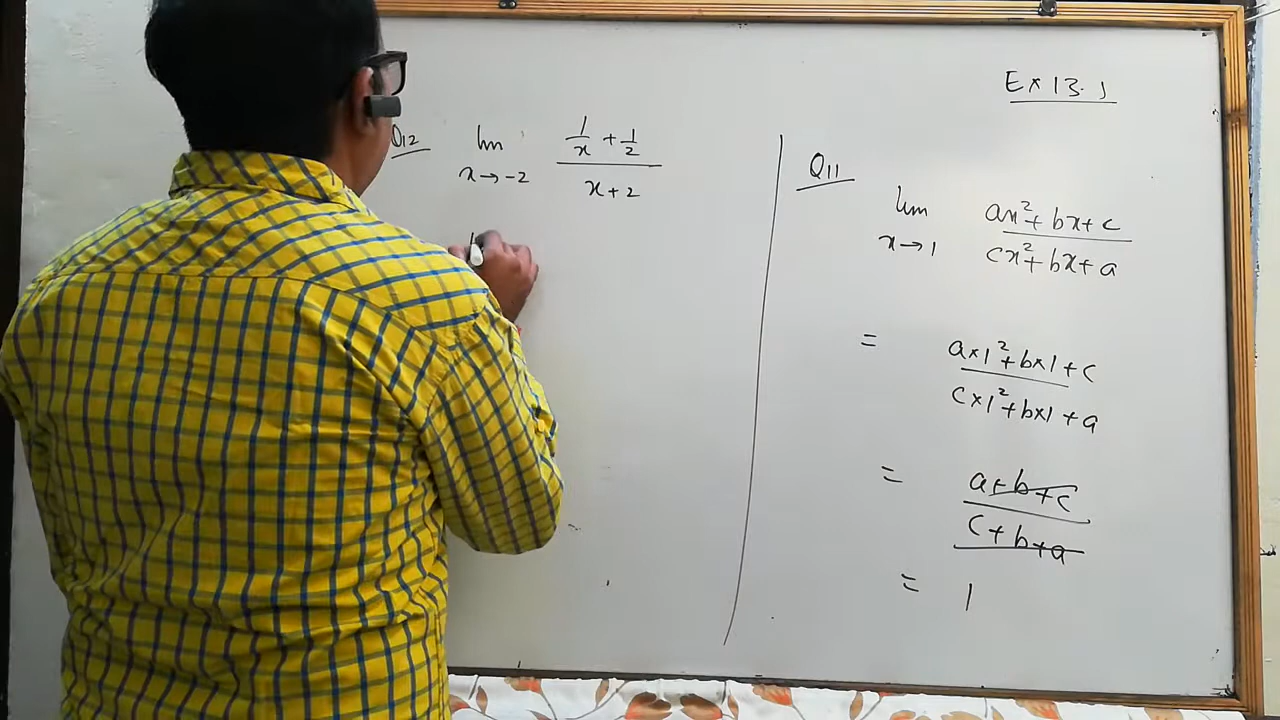 Ex 13.1
Q12 lim x→-2 (1/x + 1/2)/(x+2)
Q11
lim x→1 (ax²+bx+c)/(cx²+bx+a)
= (a×1²+b×1+c)/(c×1²+b×1+a)
= (a+b+c)/(c+b+a)
= 1